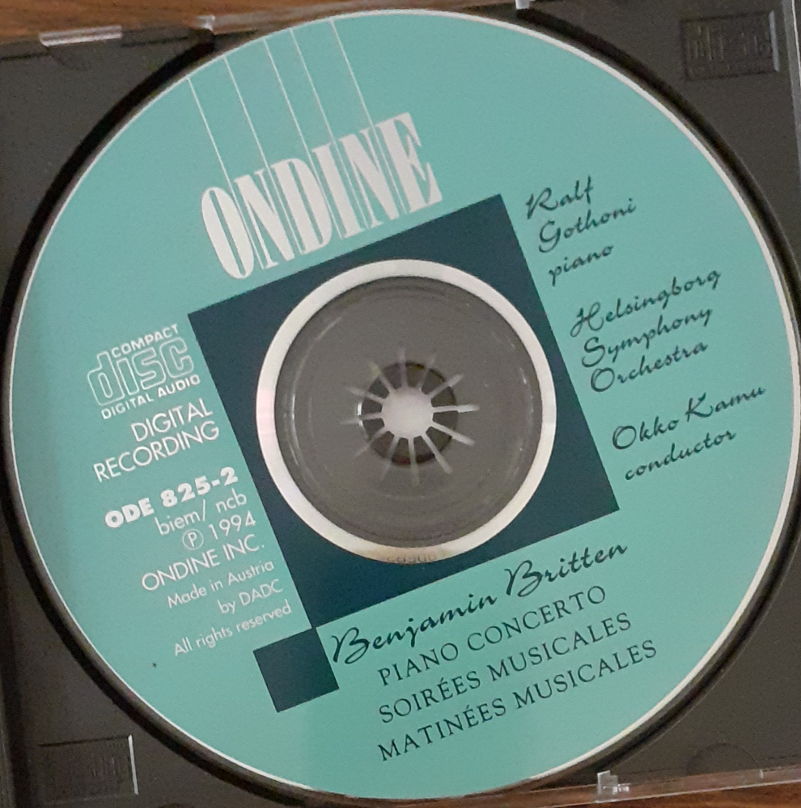 ONDINE
Ralf
Gothoni
piano
Helsingborg
Symphony
Orchestra
Okko Kamu
conductor
COMPACT
disc
DIGITAL AUDIO
DIGITAL
RECORDING
ODE 825-2
biem/ ncb
℗ 1994
ONDINE INC.
Made in Austria
by DADC
All rights reserved
Benjamin Britten
PIANO CONCERTO
SOIRÉES MUSICALES
MATINÉES MUSICALES